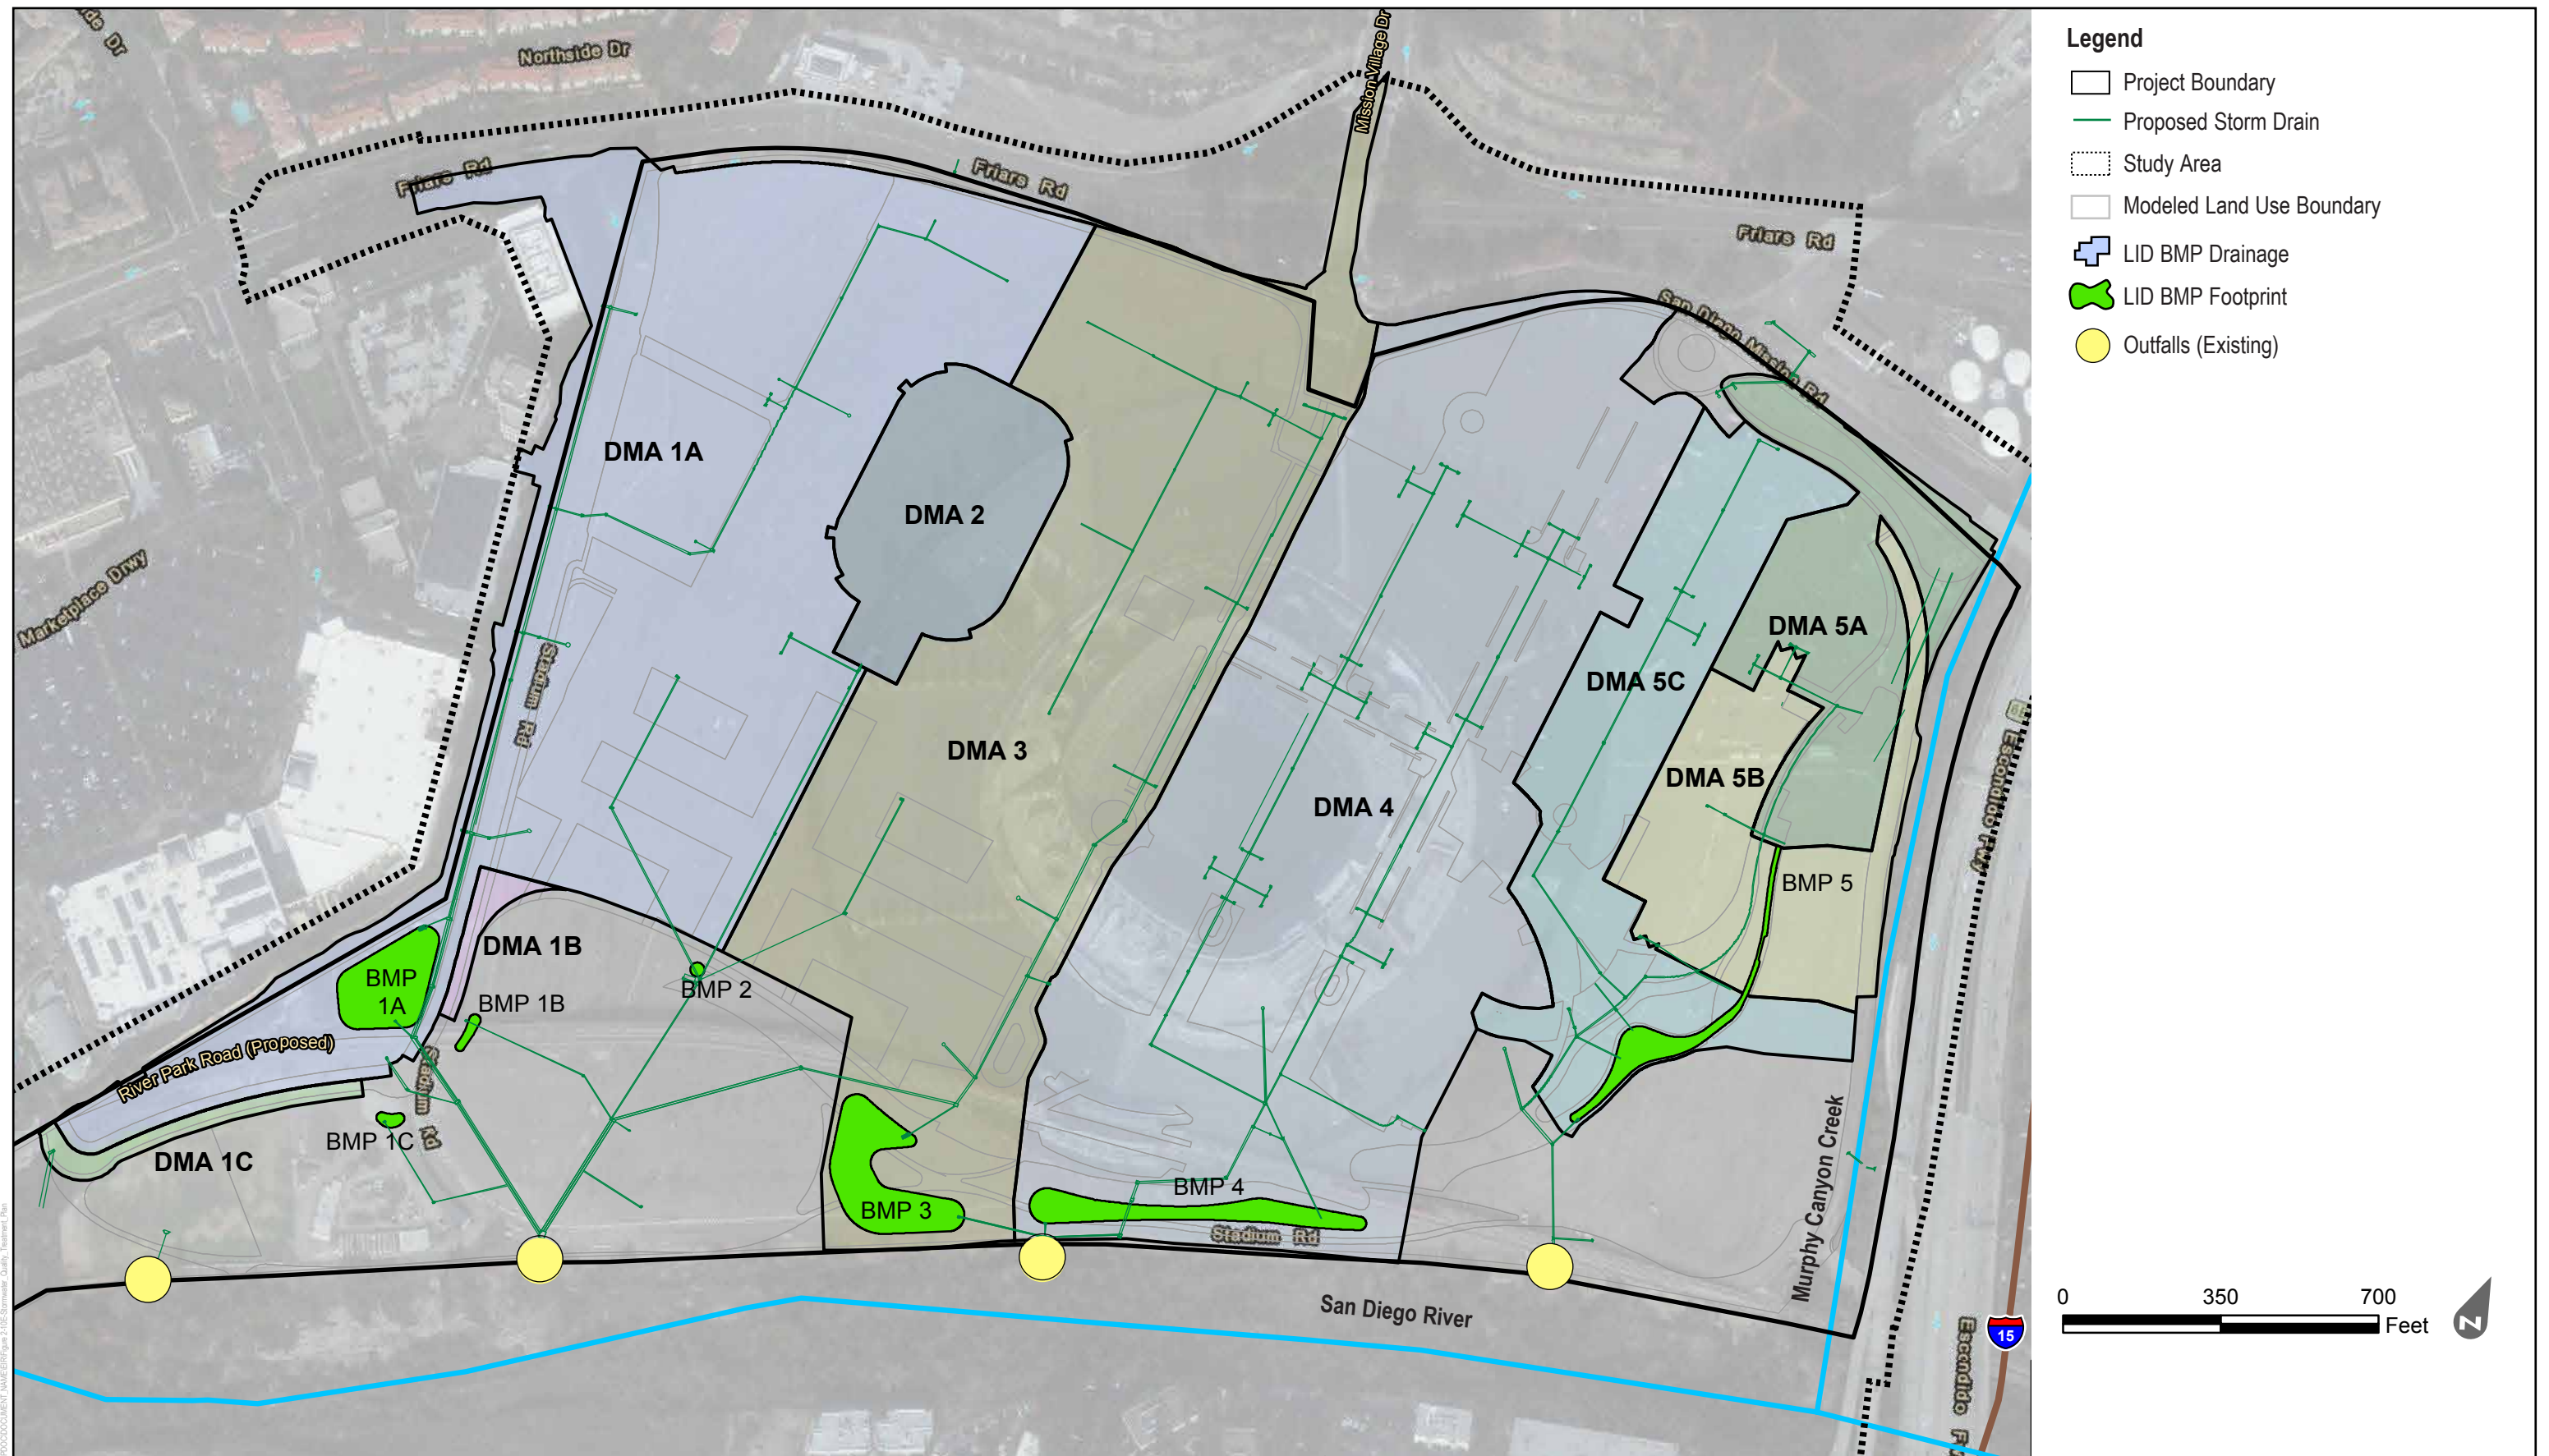 Northside Dr
Mission Village Dr
Friars Rd
Friars Rd
Friars Rd
San Diego Mission Rd
Marketplace Drwy
Stadium Rd
DMA 1A
DMA 2
DMA 3
DMA 4
DMA 5A
DMA 5B
DMA 5C
BMP 5
DMA 1B
BMP
1A
BMP 1B
BMP 2
River Park Road (Proposed)
Stadium Rd
BMP 1C
DMA 1C
BMP 3
BMP 4
Stadium Rd
San Diego River
Murphy Canyon Creek
Escondido Fwy
Escondido F
15
Legend
Project Boundary
Proposed Storm Drain
Study Area
Modeled Land Use Boundary
LID BMP Drainage
LID BMP Footprint
Outfalls (Existing)
0 350 700
Feet
N